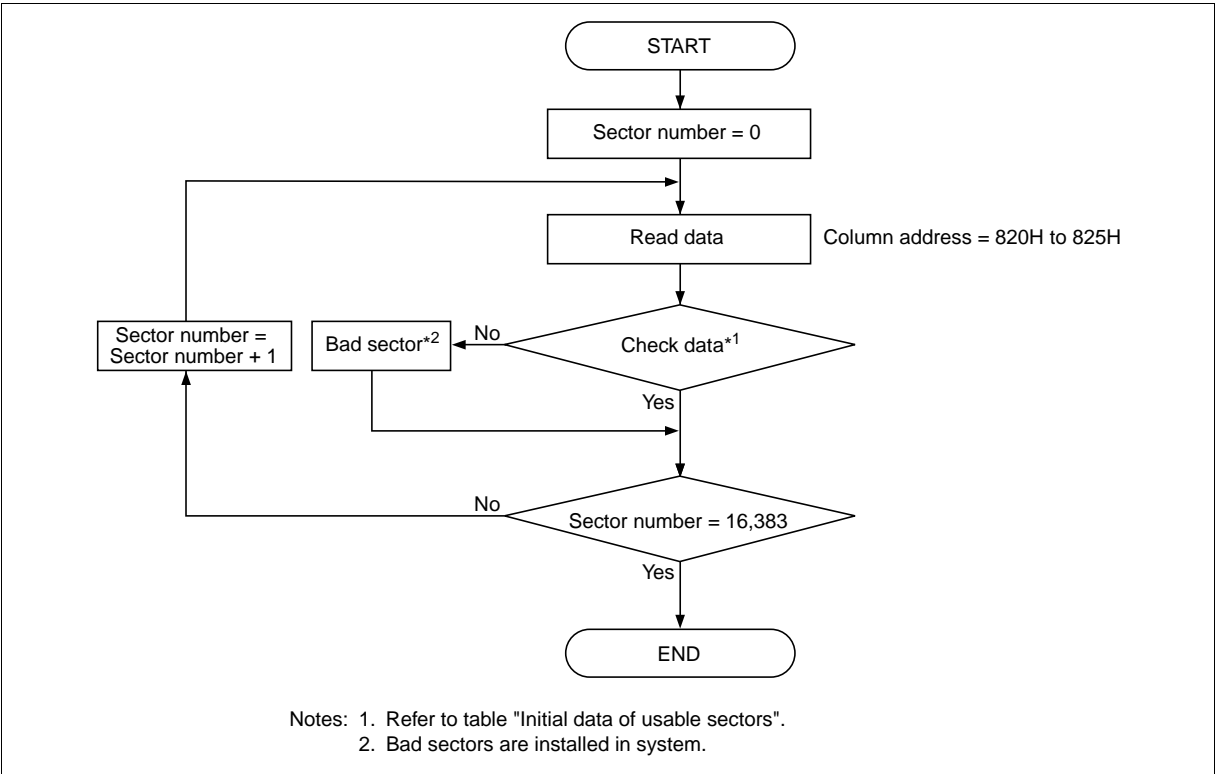 START
Sector number = 0
Read data
Column address = 820H to 825H
Sector number =
Sector number + 1
Bad sector*2
No
Check data*1
Yes
No
Sector number = 16,383
Yes
END
Notes: 1. Refer to table "Initial data of usable sectors".
2. Bad sectors are installed in system.